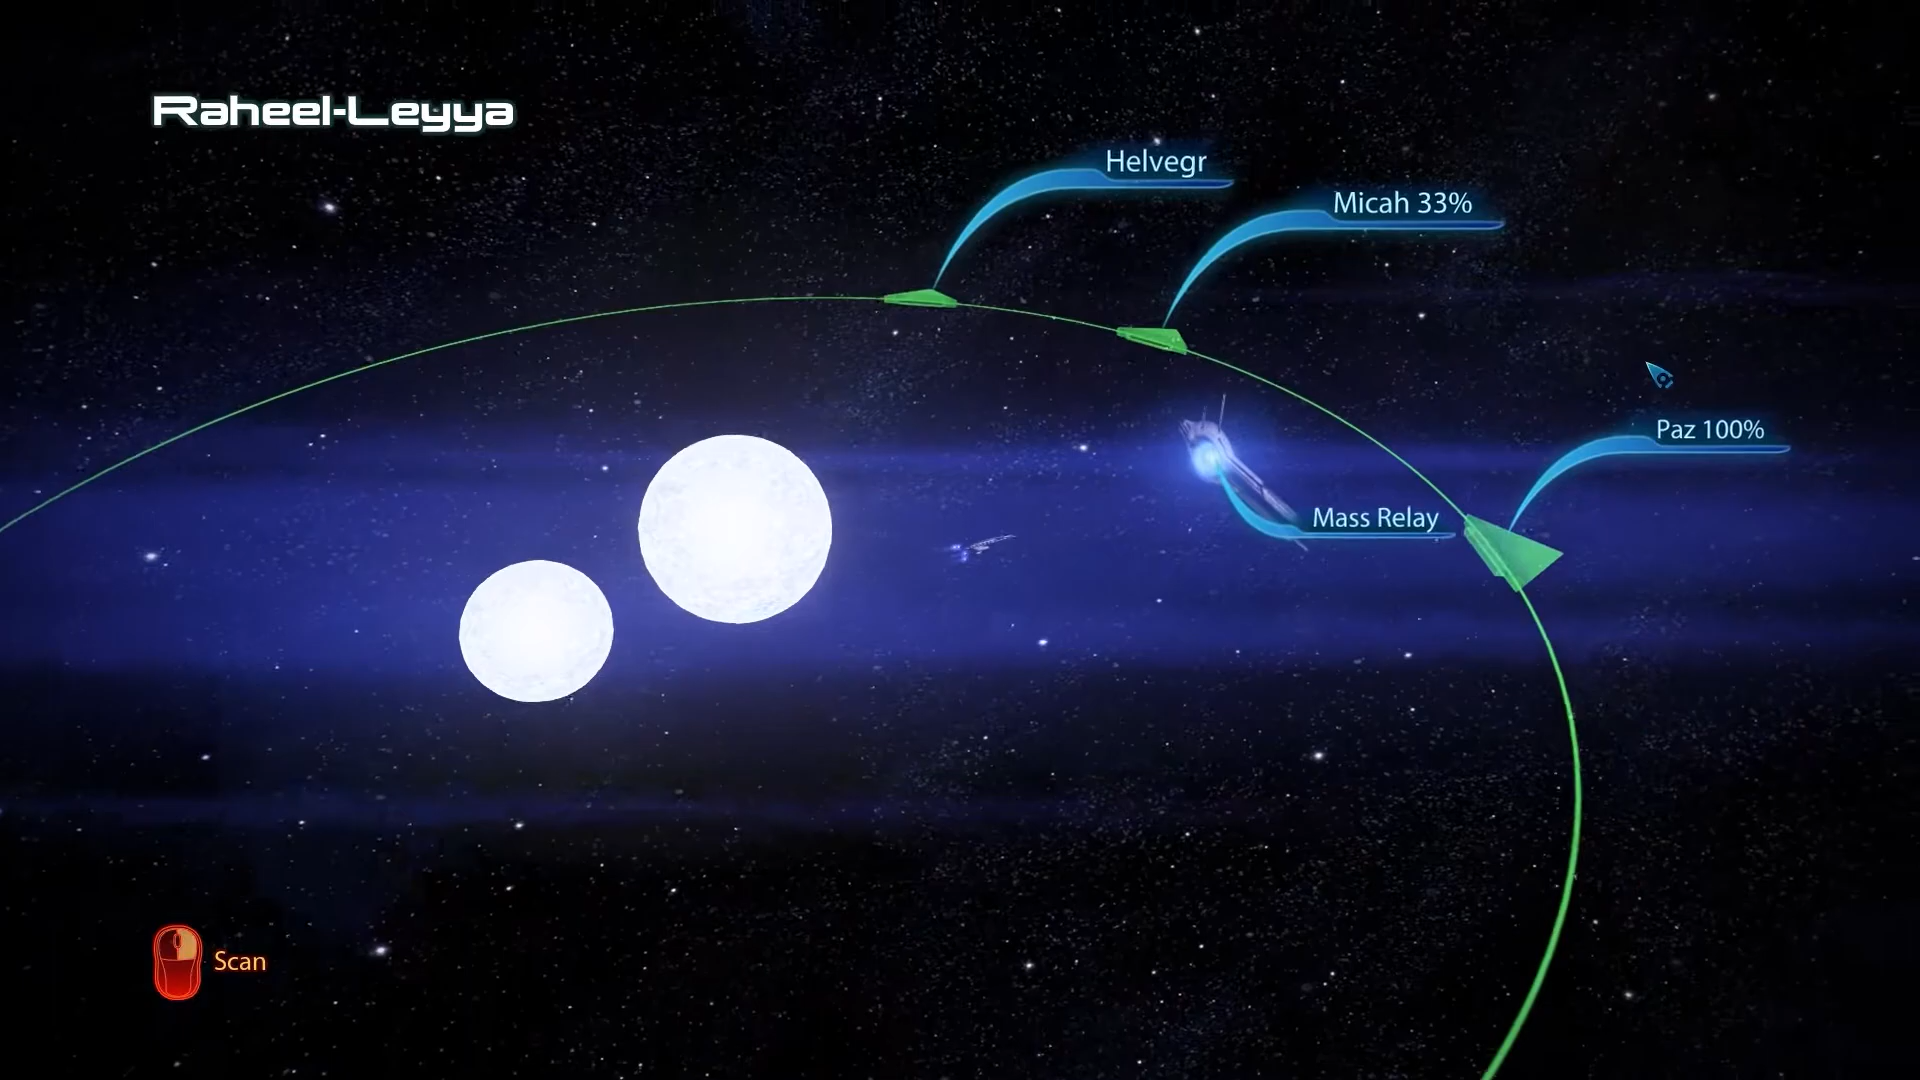 Raheel-Leyya
Helvegr
Micah 33%
Paz 100%
Mass Relay
Scan